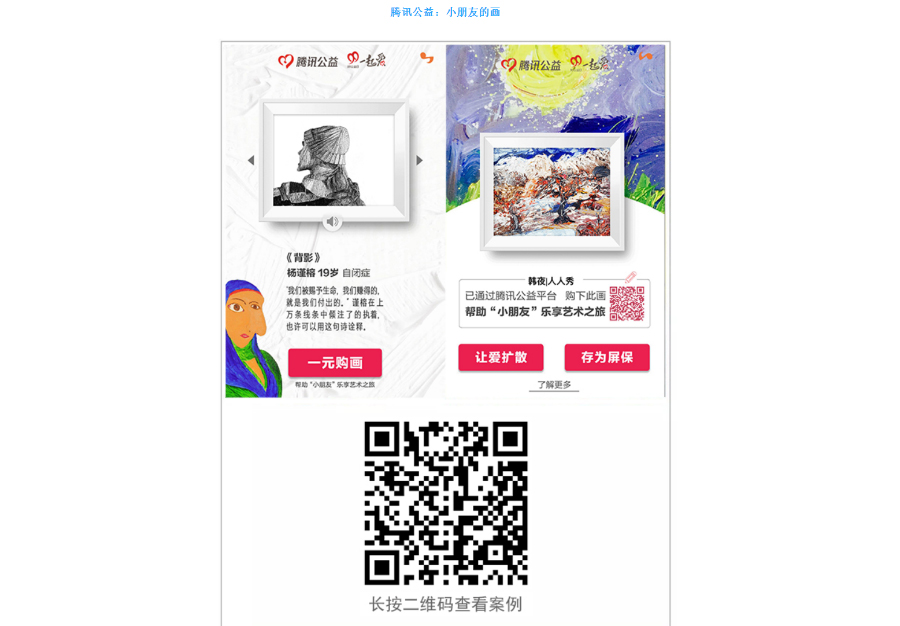 腾讯公益：小朋友的画
腾讯公益 一起爱
《背影》
杨谨榕 19岁 自闭症
“我们被赐予生命，我们赚得的，
就是我们付出的。”谨榕在上
万条线条中倾注了的执着，
也许可以用这句诗诠释。
一元购画
帮助“小朋友”乐享艺术之旅
腾讯公益 一起爱
韩夜|人人秀
已通过腾讯公益平台 购下此画
帮助“小朋友”乐享艺术之旅
让爱扩散 存为屏保
了解更多
长按二维码查看案例